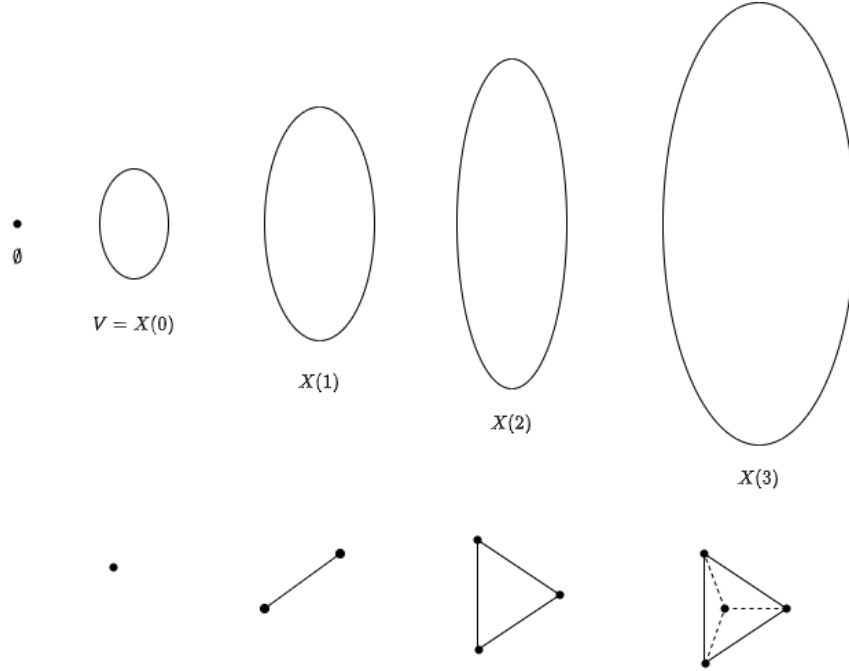 ∅
V = X(0)
X(1)
X(2)
X(3)